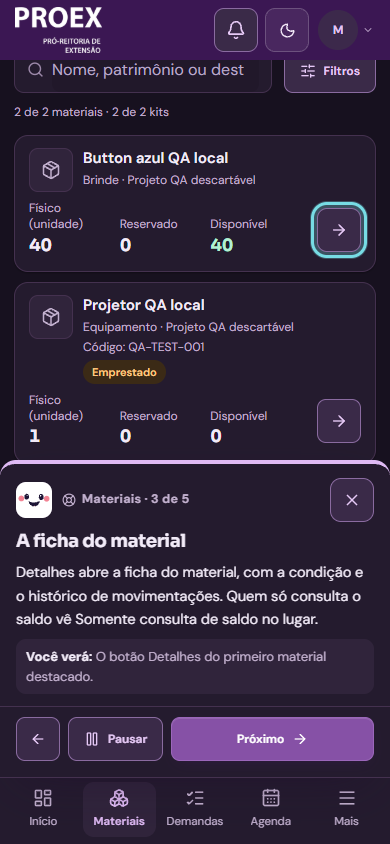 PROEX
PRÓ-REITORIA DE
EXTENSÃO
M
Nome, patrimônio ou dest
Filtros
2 de 2 materiais · 2 de 2 kits
Button azul QA local
Brinde · Projeto QA descartável
Físico
(unidade)
Reservado
Disponível
40
0
40
Projetor QA local
Equipamento · Projeto QA descartável
Código: QA-TEST-001
Emprestado
Físico
(unidade)
Reservado
Disponível
1
0
0
Materiais · 3 de 5
A ficha do material
Detalhes abre a ficha do material, com a condição e
o histórico de movimentações. Quem só consulta o
saldo vê Somente consulta de saldo no lugar.
Você verá: O botão Detalhes do primeiro material
destacado.
Pausar
Próximo
Início
Materiais
Demandas
Agenda
Mais